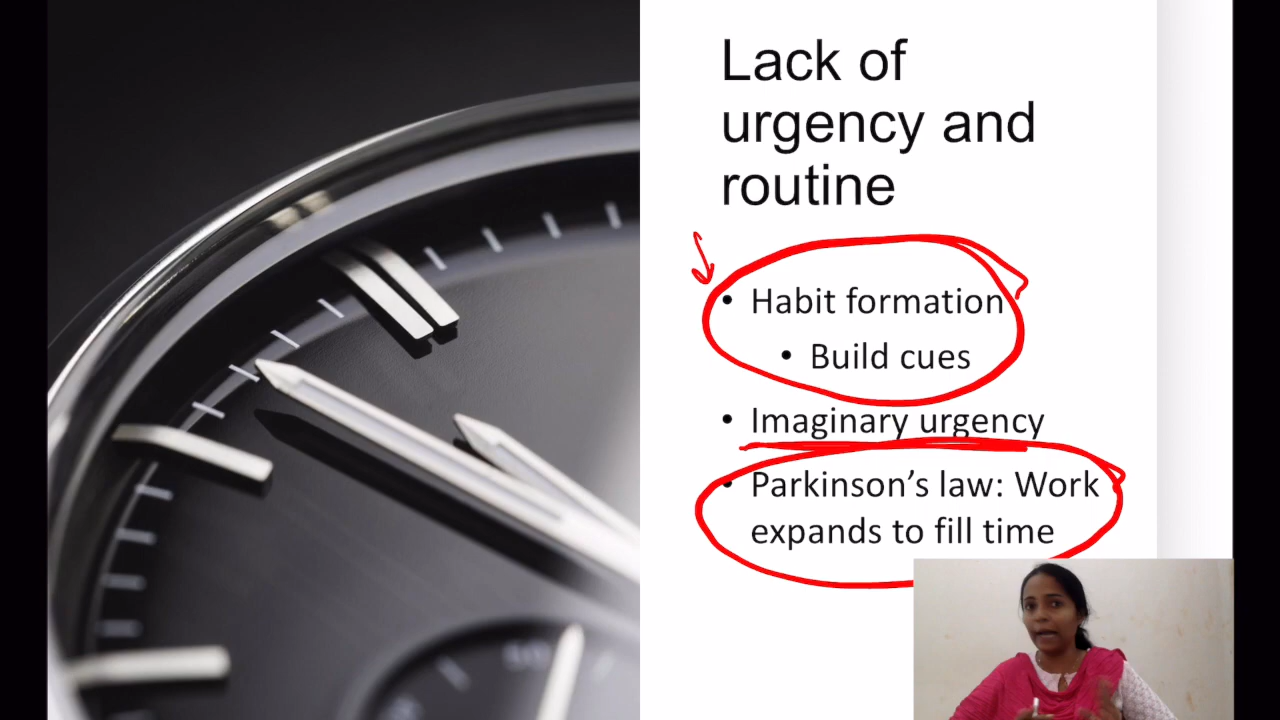 Lack of
urgency and
routine
• Habit formation
• Build cues
• Imaginary urgency
• Parkinson's law: Work
expands to fill time